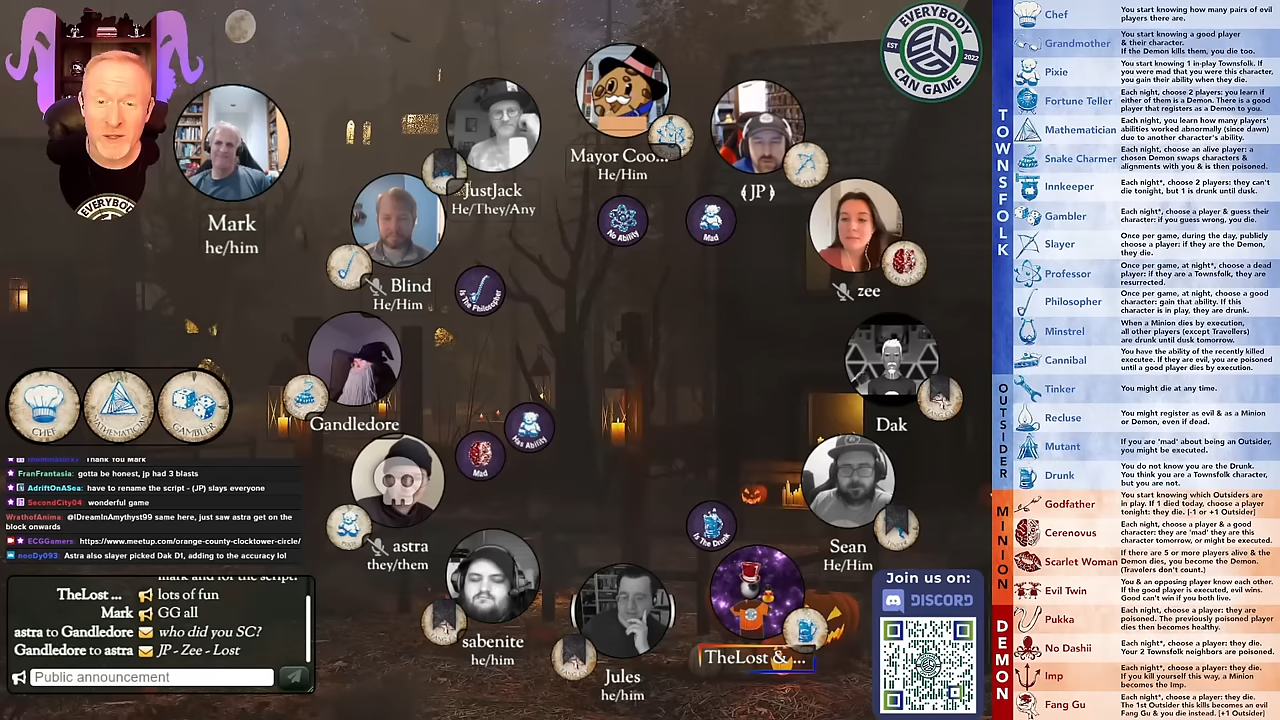 EVERYBODY
EST
2022
CAN GAME
EVERYBODY
Mark
he/him
JustJack
He/They/Any
Mayor Coo...
He/Him
No Ability
Mad
JP
zee
Blind
He/Him
Is The Philosopher
Gandledore
Dak
CHEF
MATHEMATICIAN
GAMBLER
Has Ability
Mad
Is The Drunk
astra
they/them
Sean
He/Him
sabenite
he/him
Jules
he/him
TheLost & ...
Thank You Mark
FranFrantasia: gotta be honest, jp had 3 blasts
AdriftOnASea: have to rename the script - (JP) slays everyone
SecondCity04 wonderful game
WrathofAnima: @IDreamInAmythyst99 same here, just saw astra get on the
block onwards
ECGGamers: https://www.meetup.com/orange-county-clocktower-circle/
nooDy093: Astra also slayer picked Dak D1, adding to the accuracy lol
mark and for the script!
TheLost ... lots of fun
Mark GG all
astra to Gandledore who did you SC?
Gandledore to astra JP - Zee - Lost
Public announcement
Join us on:
DISCORD
TOWNSFOLK
Chef You start knowing how many pairs of evil
players there are.
Grandmother You start knowing a good player
& their character.
If the Demon kills them, you die too.
Pixie You start knowing 1 in-play Townsfolk. If
you were mad that you were this character,
you gain their ability when they die.
Fortune Teller Each night, choose 2 players: you learn if
either of them is a Demon. There is a good
player that registers as a Demon to you.
Mathematician Each night, you learn how many players'
abilities worked abnormally (since dawn)
due to another character's ability.
Snake Charmer Each night, choose an alive player: a
chosen Demon swaps characters &
alignments with you & is then poisoned.
Innkeeper Each night*, choose 2 players: they can't
die tonight, but 1 is drunk until dusk.
Gambler Each night*, choose a player & guess their
character: if you guess wrong, you die.
Slayer Once per game, during the day, publicly
choose a player: if they are the Demon,
they die.
Professor Once per game, at night*, choose a dead
player: if they are a Townsfolk, they are
resurrected.
Philosopher Once per game, at night, choose a good
character: gain that ability. If this
character is in play, they are drunk.
Minstrel When a Minion dies by execution,
all other players (except Travellers)
are drunk until dusk tomorrow.
Cannibal You have the ability of the recently killed
executee. If they are evil, you are poisoned
until a good player dies by execution.
OUTSIDER
Tinker You might die at any time.
Recluse You might register as evil & as a Minion
or Demon, even if dead.
Mutant If you are 'mad' about being an Outsider,
you might be executed.
Drunk You do not know you are the Drunk.
You think you are a Townsfolk character,
but you are not.
MINION
Godfather You start knowing which Outsiders are
in play. If 1 died today, choose a player
tonight: they die. [-1 or +1 Outsider]
Cerenovus Each night, choose a player & a good
character: they are 'mad' they are this
character tomorrow, or might be executed.
Scarlet Woman If there are 5 or more players alive & the
Demon dies, you become the Demon.
(Travelers don't count.)
Evil Twin You & an opposing player know each other.
If the good player is executed, evil wins.
Good can't win if you both live.
DEMON
Pukka Each night, choose a player: they are
poisoned. The previously poisoned player
dies then becomes healthy.
No Dashii Each night*, choose a player: they die.
Your 2 Townsfolk neighbors are poisoned.
Imp Each night*, choose a player: they die.
If you kill yourself this way, a Minion
becomes the Imp.
Fang Gu Each night*, choose a player: they die.
The 1st Outsider this kills becomes an evil
Fang Gu & you die instead. [+1 Outsider]